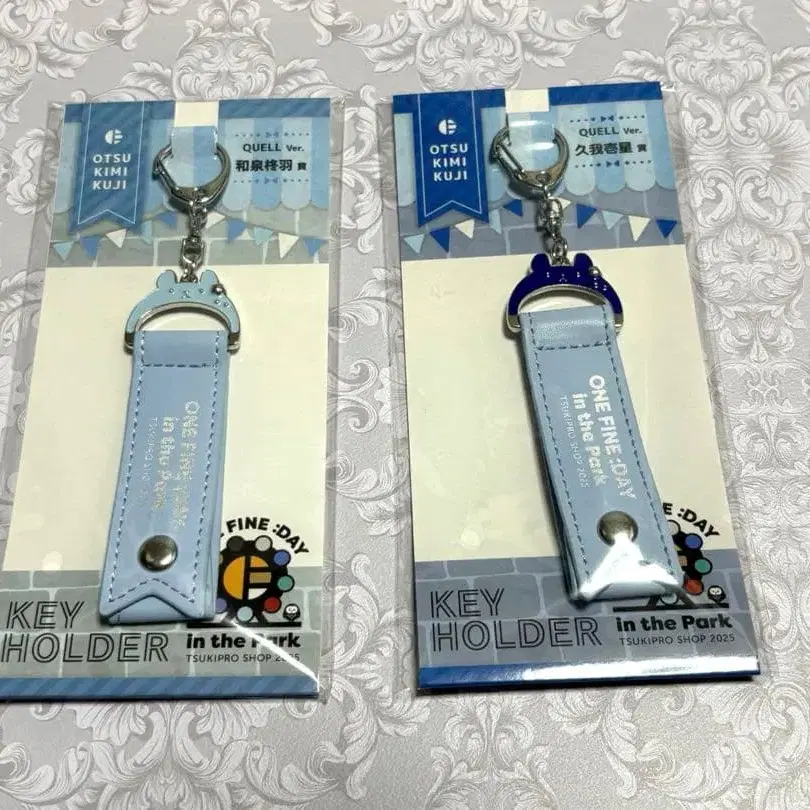 OTSU
KIMI
KUJI
QUELL Ver.
和泉柊羽 賞
ONE FINE :DAY
in the Park
TSUKIPRO SHOP 2025
FINE :DAY
KEY
HOLDER
in the Park
TSUKIPRO SHOP 2025
OTSU
KIMI
KUJI
QUELL Ver.
久我壱星 賞
ONE FINE :DAY
in the Park
TSUKIPRO SHOP 2025
:DAY
KEY
HOLDER
in the Park
TSUKIPRO SHOP 2025